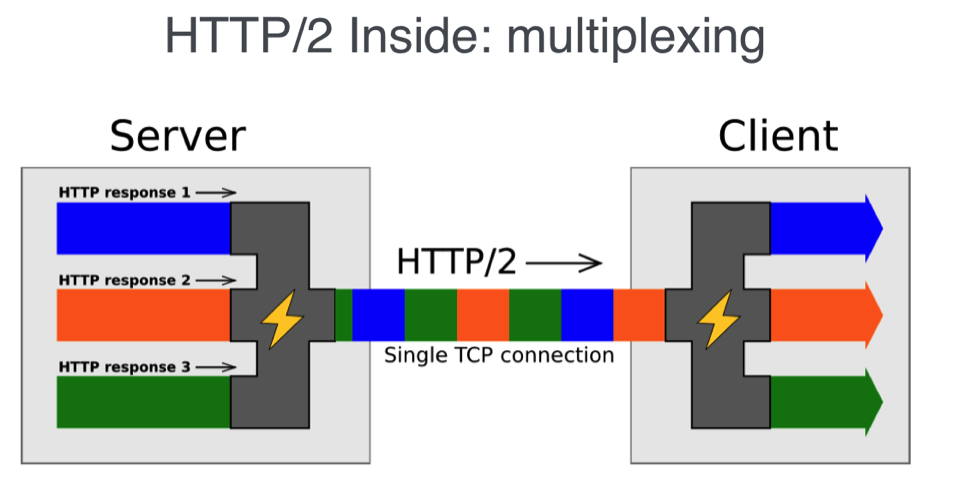 HTTP/2 Inside: multiplexing
Server
Client
HTTP response 1
HTTP response 2
HTTP response 3
HTTP/2
Single TCP connection